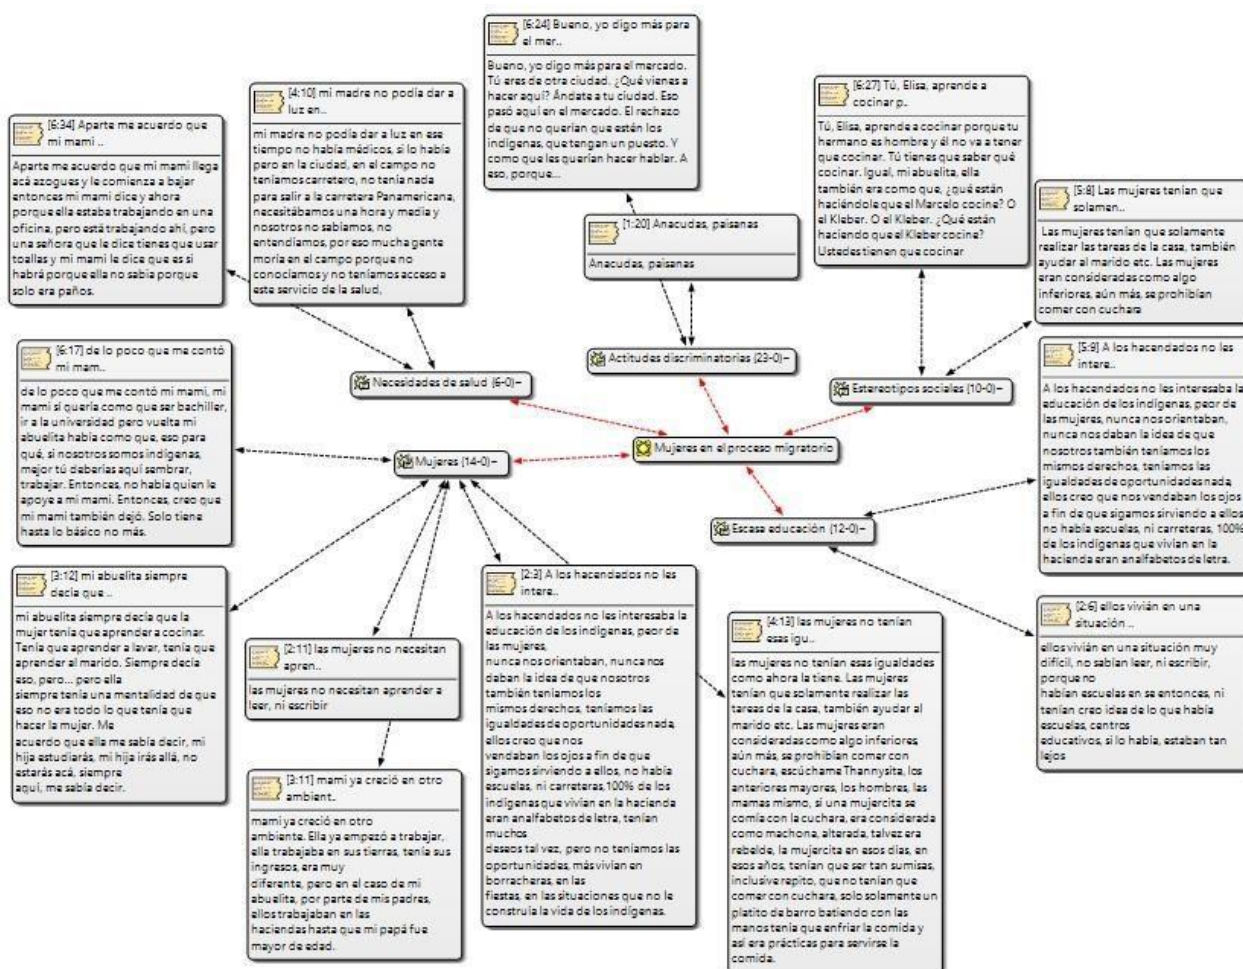 [6:24] Bueno, yo digo más para
el mer..
Bueno, yo digo más para el mercado.
Tú eres de otra ciudad. ¿Qué vienes a
hacer aquí? Ándate a tu ciudad. Eso
pasó aquí en el mercado. El rechazo
de que no querían que estén los
indígenas, que tengan un puesto. Y
como que les querían hacer hablar. A
eso, porque...
[4:10] mi madre no podía dar a
luz en..
mi madre no podía dar a luz en ese
tiempo no había médicos, si lo había
pero en la ciudad, en el campo no
teníamos carretero, no tenía nada
para salir a la carretera Panamericana,
necesitábamos una hora y media y
nosotros no sabíamos, no
entendíamos, por eso mucha gente
moría en el campo porque no
conocíamos y no teníamos acceso a
este servicio de la salud,
[6:27] Tú, Elisa, aprende a
cocinar p..
Tú, Elisa, aprende a cocinar porque tu
hermano es hombre y él no va a tener
que cocinar. Tú tienes que saber qué
cocinar. Igual, mi abuelita, ella
también era como que, ¿qué están
haciéndole que el Marcelo cocine? O
el Kleber. O el Kleber. ¿Qué están
haciendo que el Kleber cocine?
Ustedes tienen que cocinar
[6:34] Aparte me acuerdo que
mi mami ..
Aparte me acuerdo que mi mami llega
acá azogues y le comienza a bajar
entonces mi mami dice y ahora
porque ella estaba trabajando en una
oficina, pero está trabajando ahí, pero
una señora que le dice tienes que usar
toallas y mi mami le dice que es si
habrá porque ella no sabía porque
solo era paños.
[1:20] Anacudas, paisanas
Anacudas, paisanas
[5:8] Las mujeres tenían que
solamen..
Las mujeres tenían que solamente
realizar las tareas de la casa, también
ayudar al marido etc. Las mujeres
eran consideradas como algo
inferiores, aún más, se prohibían
comer con cuchara
Necesidades de salud {6-0}~
Actitudes discriminatorias {23-0}~
Estereotipos sociales {10-0}~
[6:17] de lo poco que me contó
mi mam..
de lo poco que me contó mi mami, mi
mami sí quería como que ser bachiller,
ir a la universidad pero vuelta mi
abuelita había como que, eso para
qué, si nosotros somos indígenas,
mejor tú deberías aquí sembrar,
trabajar. Entonces, no había quien le
apoye a mi mami. Entonces, creo que
mi mami también dejó. Solo tiene
hasta lo básico no más.
Mujeres {14-0}~
Mujeres en el proceso migratorio
Escasa educación {12-0}~
[5:9] A los hacendados no les
intere..
A los hacendados no les interesaba la
educación de los indígenas, peor de
las mujeres, nunca nos orientaban,
nunca nos daban la idea de que
nosotros también teníamos los
mismos derechos, teníamos las
igualdades de oportunidades nada,
ellos creo que nos vendaban los ojos
a fin de que sigamos sirviendo a ellos,
no había escuelas, ni carreteras, 100%
de los indígenas que vivían en la
hacienda eran analfabetos de letra.
[3:12] mi abuelita siempre
decía que ..
mi abuelita siempre decía que la
mujer tenía que aprender a cocinar.
Tenía que aprender a lavar, tenía que
aprender al marido. Siempre decía
eso, pero... pero ella
siempre tenía una mentalidad de que
eso no era todo lo que tenía que
hacer la mujer. Me
acuerdo que ella me sabía decir, mi
hija estudiarás, mi hija irás allá, no
estarás acá, siempre
aquí, me sabía decir.
[2:11] las mujeres no necesitan
apren..
las mujeres no necesitan aprender a
leer, ni escribir
[3:11] mami ya creció en otro
ambient..
mami ya creció en otro
ambiente. Ella ya empezó a trabajar,
ella trabajaba en sus tierras, tenía sus
ingresos, era muy
diferente, pero en el caso de mi
abuelita, por parte de mis padres,
ellos trabajaban en las
haciendas hasta que mi papá fue
mayor de edad.
[2:3] A los hacendados no les
intere..
A los hacendados no les interesaba la
educación de los indígenas, peor de
las mujeres,
nunca nos orientaban, nunca nos
daban la idea de que nosotros
también teníamos los
mismos derechos, teníamos las
igualdades de oportunidades nada,
ellos creo que nos
vendaban los ojos a fin de que
sigamos sirviendo a ellos, no había
escuelas, ni carreteras,100% de los
indígenas que vivían en la hacienda
eran analfabetos de letra, tenían
muchos
deseos tal vez, pero no teníamos las
oportunidades, más vivían en
borracheras, en las
fiestas, en las situaciones que no le
construía la vida de los indígenas.
[4:13] las mujeres no tenían
esas igu..
las mujeres no tenían esas igualdades
como ahora la tiene. Las mujeres
tenían que solamente realizar las
tareas de la casa, también ayudar al
marido etc. Las mujeres eran
consideradas como algo inferiores,
aún más, se prohibían comer con
cuchara, escúchame Thannysita, los
anteriores mayores, los hombres, las
mamas mismo, si una mujercita se
comía con la cuchara, era considerada
como machona, alterada, talvez era
rebelde, la mujercita en esos días, en
esos años, tenían que ser tan sumisas,
inclusive repito, que no tenían que
comer con cuchara, solo solamente un
platito de barro batiendo con las
manos tenía que enfriar la comida y
así era prácticas para servirse la
comida.
[2:6] ellos vivían en una
situación ..
ellos vivían en una situación muy
difícil, no sabían leer, ni escribir,
porque no
habían escuelas en se entonces, ni
tenían creo idea de lo que había
escuelas, centros
educativos, si lo había, estaban tan
lejos